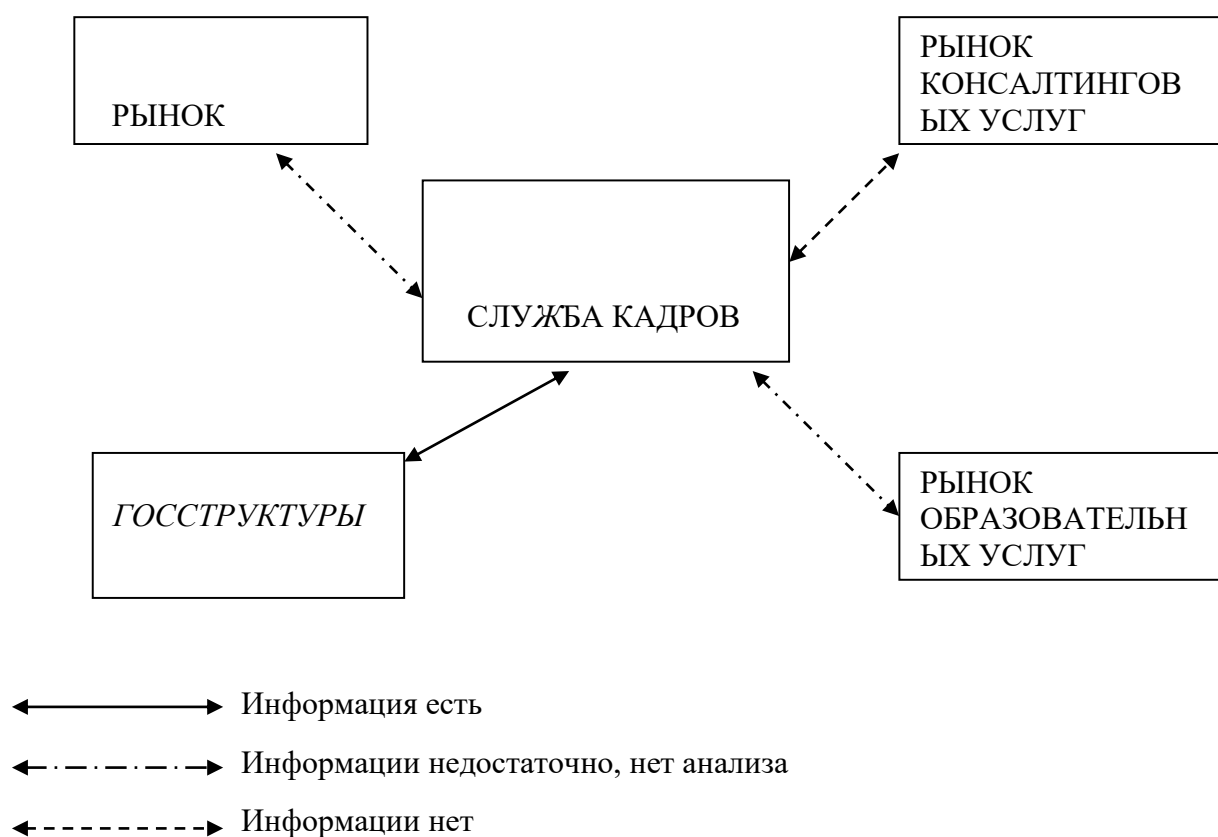 РЫНОК
РЫНОК
КОНСАЛТИНГОВ
ЫХ УСЛУГ
СЛУЖБА КАДРОВ
ГОССТРУКТУРЫ
РЫНОК
ОБРАЗОВАТЕЛЬН
ЫХ УСЛУГ
Информация есть
Информации недостаточно, нет анализа
Информации нет